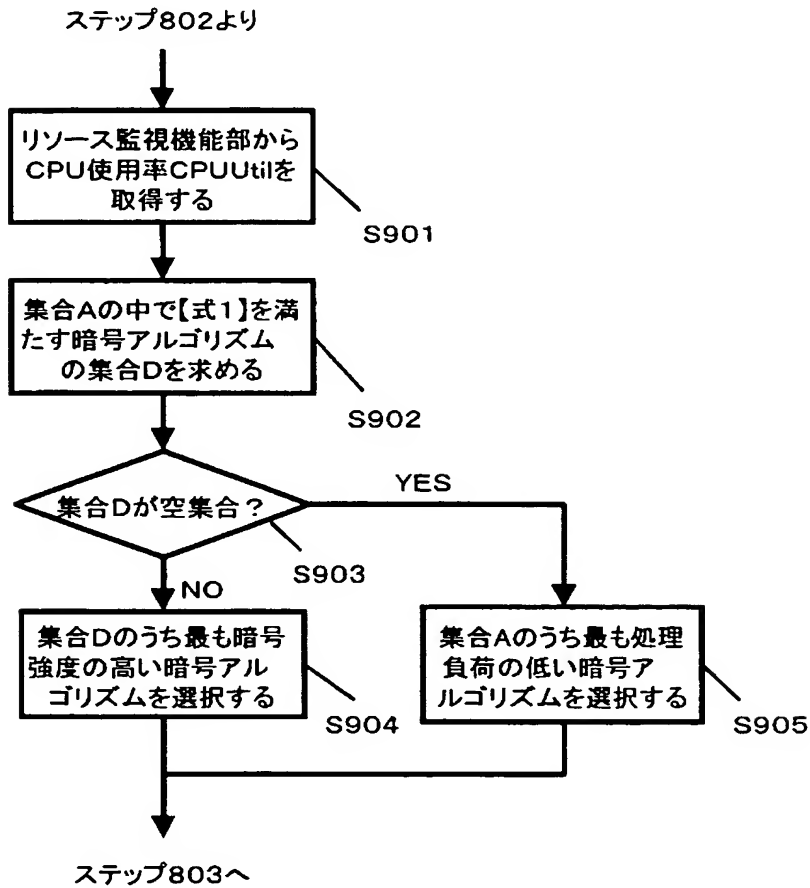 ステップ802より
リソース監視機能部から
CPU使用率CPUUtilを
取得する
S901
集合Aの中で【式1】を満
たす暗号アルゴリズム
の集合Dを求める
S902
集合Dが空集合？
YES
S903
NO
集合Dのうち最も暗号
強度の高い暗号アル
ゴリズムを選択する
S904
集合Aのうち最も処理
負荷の低い暗号ア
ルゴリズムを選択する
S905
ステップ803へ